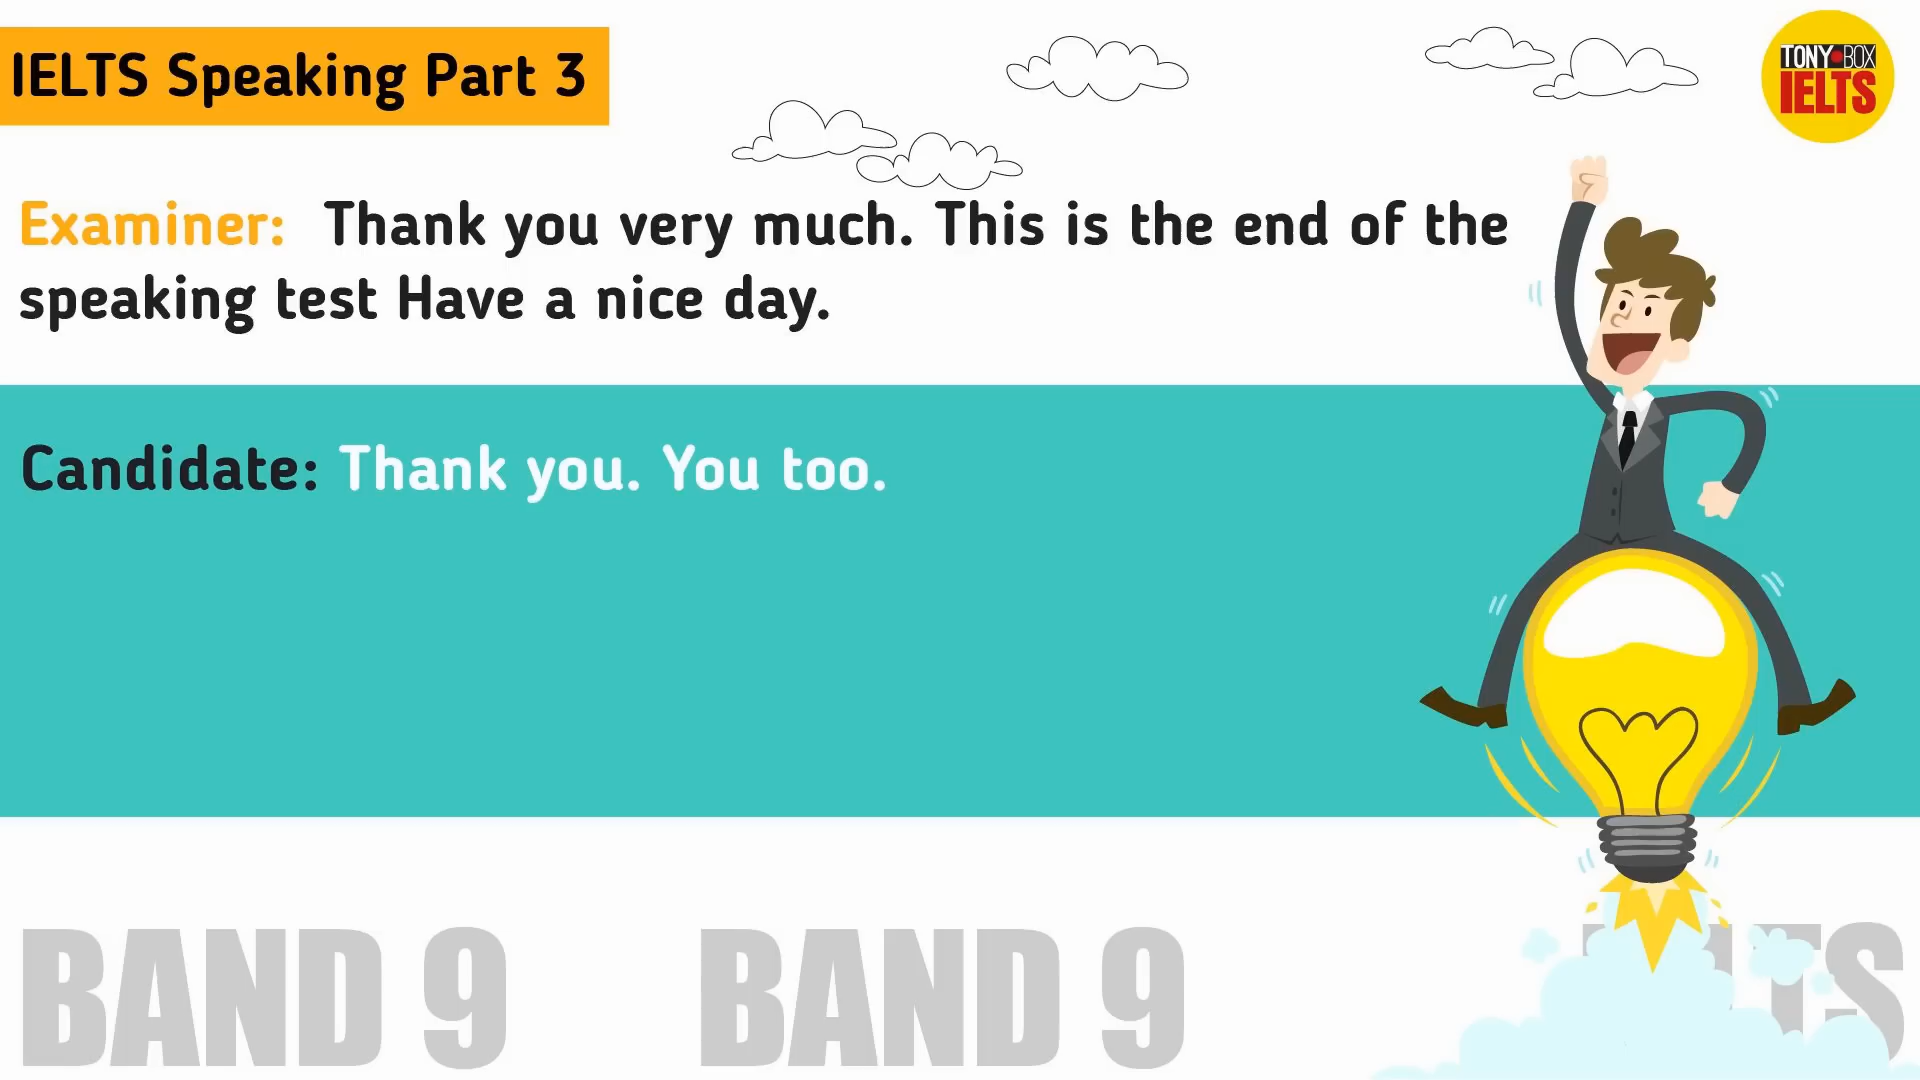 IELTS Speaking Part 3
TONY BOX
IELTS
Examiner: Thank you very much. This is the end of the
speaking test Have a nice day.
Candidate: Thank you. You too.
BAND 9 BAND 9